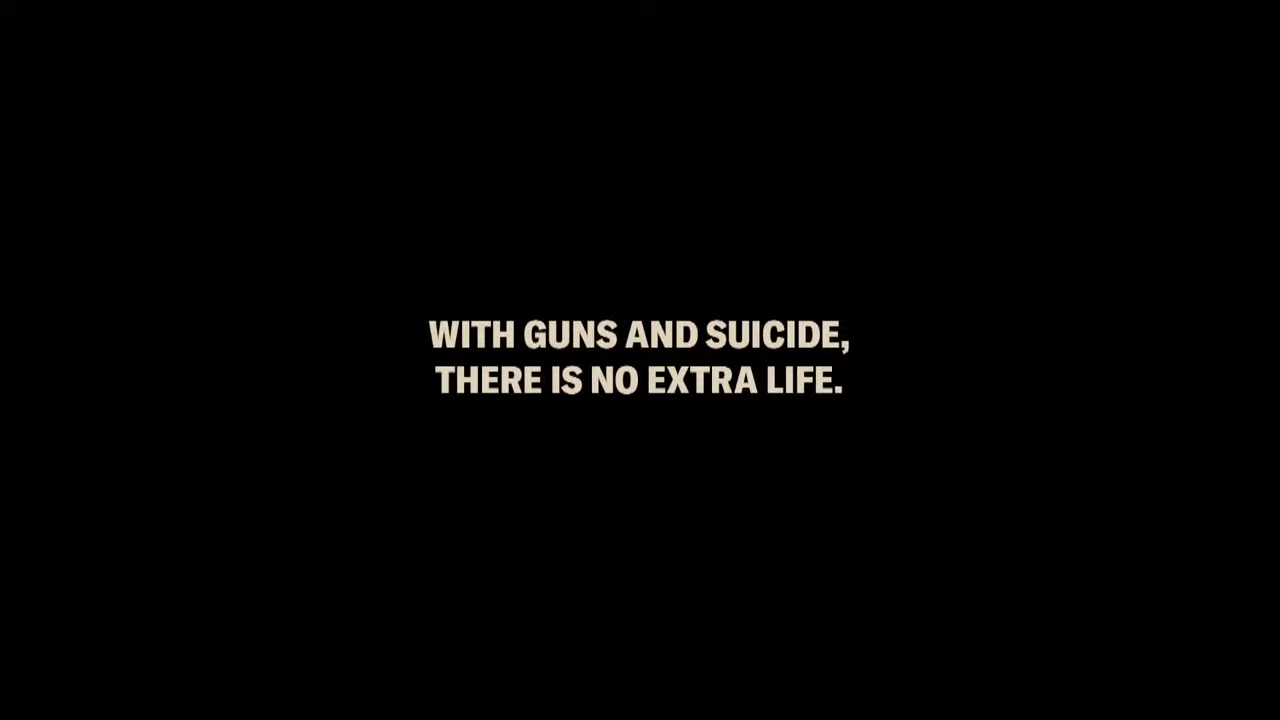 WITH GUNS AND SUICIDE,
THERE IS NO EXTRA LIFE.